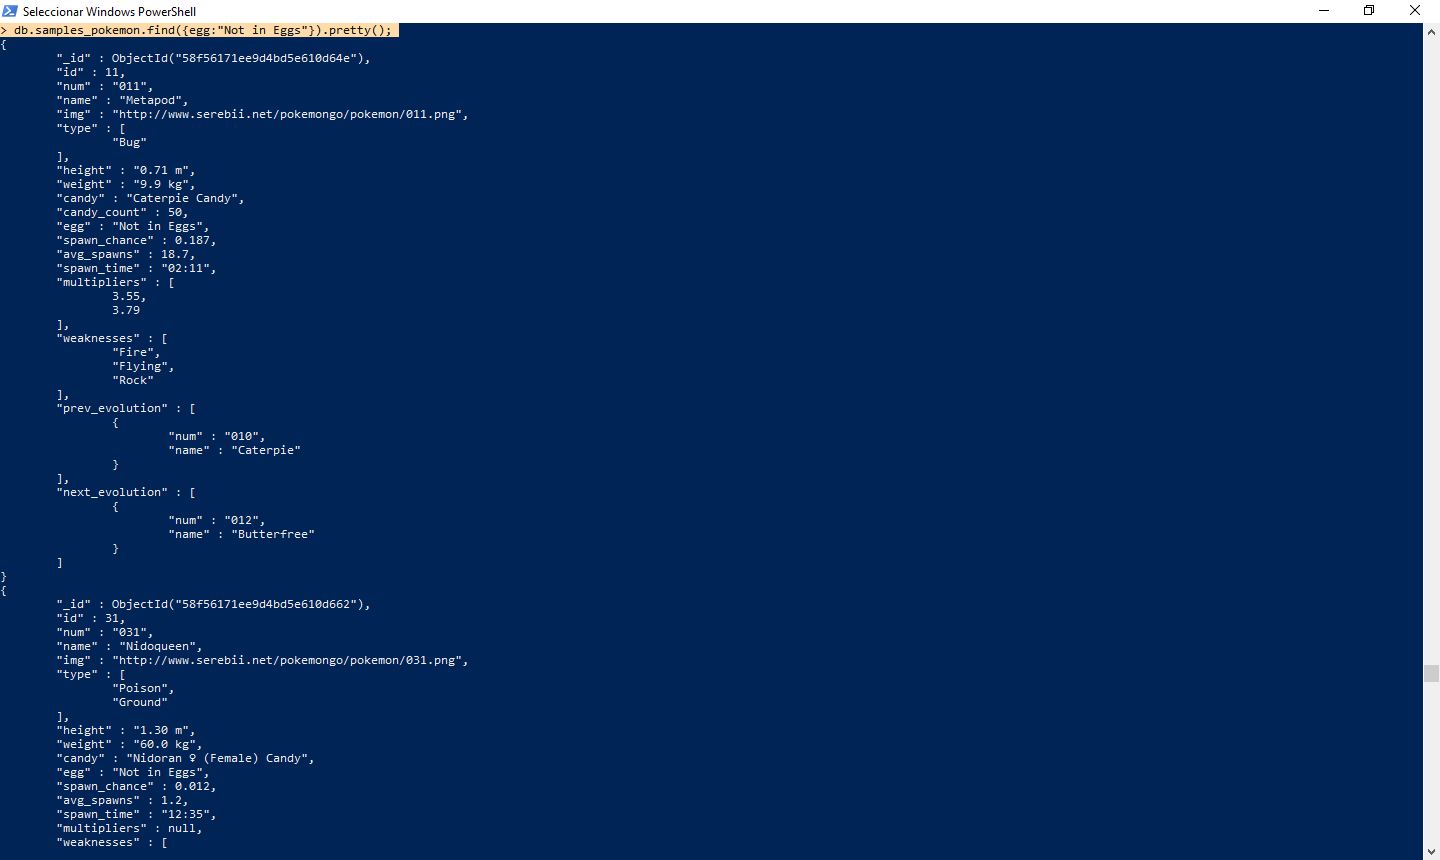 Seleccionar Windows PowerShell
> db.samples_pokemon.find({egg:"Not in Eggs"}).pretty();
{
"_id" : ObjectId("58f56171ee9d4bd5e610d64e"),
"id" : 11,
"num" : "011",
"name" : "Metapod",
"img" : "http://www.serebii.net/pokemongo/pokemon/011.png",
"type" : [
"Bug"
],
"height" : "0.71 m",
"weight" : "9.9 kg",
"candy" : "Caterpie Candy",
"candy_count" : 50,
"egg" : "Not in Eggs",
"spawn_chance" : 0.187,
"avg_spawns" : 18.7,
"spawn_time" : "02:11",
"multipliers" : [
3.55,
3.79
],
"weaknesses" : [
"Fire",
"Flying",
"Rock"
],
"prev_evolution" : [
{
"num" : "010",
"name" : "Caterpie"
}
],
"next_evolution" : [
{
"num" : "012",
"name" : "Butterfree"
}
]
}
{
"_id" : ObjectId("58f56171ee9d4bd5e610d662"),
"id" : 31,
"num" : "031",
"name" : "Nidoqueen",
"img" : "http://www.serebii.net/pokemongo/pokemon/031.png",
"type" : [
"Poison",
"Ground"
],
"height" : "1.30 m",
"weight" : "60.0 kg",
"candy" : "Nidoran ♀ (Female) Candy",
"egg" : "Not in Eggs",
"spawn_chance" : 0.012,
"avg_spawns" : 1.2,
"spawn_time" : "12:35",
"multipliers" : null,
"weaknesses" : [